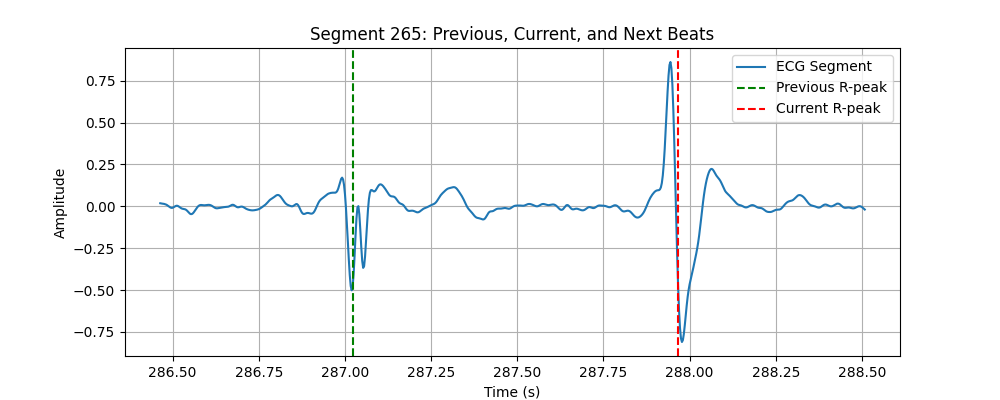 Segment 265: Previous, Current, and Next Beats
ECG Segment
Previous R-peak
Current R-peak
Amplitude
0.75
0.50
0.25
0.00
−0.25
−0.50
−0.75
286.50 286.75 287.00 287.25 287.50 287.75 288.00 288.25 288.50
Time (s)